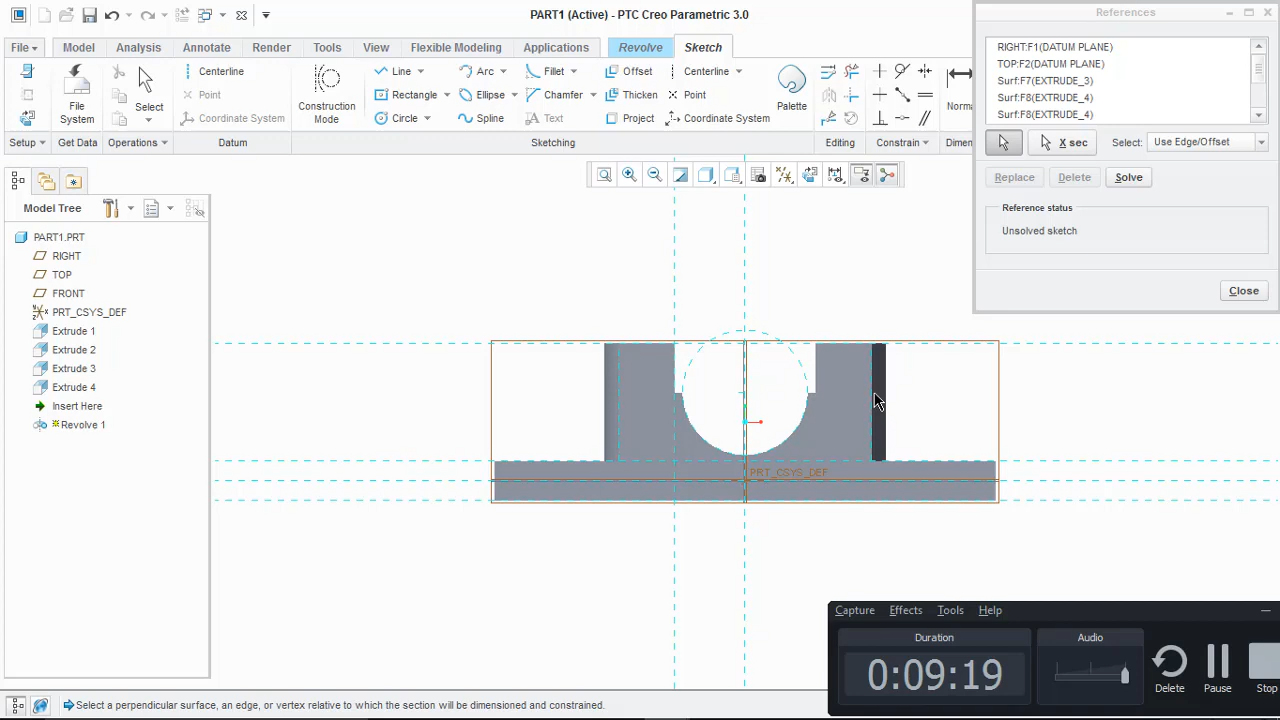 PART1 (Active) - PTC Creo Parametric 3.0
File Model Analysis Annotate Render Tools View Flexible Modeling Applications Revolve Sketch
File System
Select
Centerline
Point
Coordinate System
Construction Mode
Line
Rectangle
Circle
Arc
Ellipse
Spline
Fillet
Chamfer
Text
Offset
Thicken
Project
Centerline
Point
Coordinate System
Palette
Norma
Setup Get Data Operations Datum Sketching Editing Constrain Dimen
References
RIGHT:F1(DATUM PLANE)
TOP:F2(DATUM PLANE)
Surf:F7(EXTRUDE_3)
Surf:F8(EXTRUDE_4)
Surf:F8(EXTRUDE_4)
X sec
Select: Use Edge/Offset
Replace Delete Solve
Reference status
Unsolved sketch
Close
Model Tree
PART1.PRT
RIGHT
TOP
FRONT
PRT_CSYS_DEF
Extrude 1
Extrude 2
Extrude 3
Extrude 4
Insert Here
Revolve 1
PRT_CSYS_DEF
Capture Effects Tools Help
Duration
0:09:19
Audio
Delete Pause Stop
Select a perpendicular surface, an edge, or vertex relative to which the section will be dimensioned and constrained.